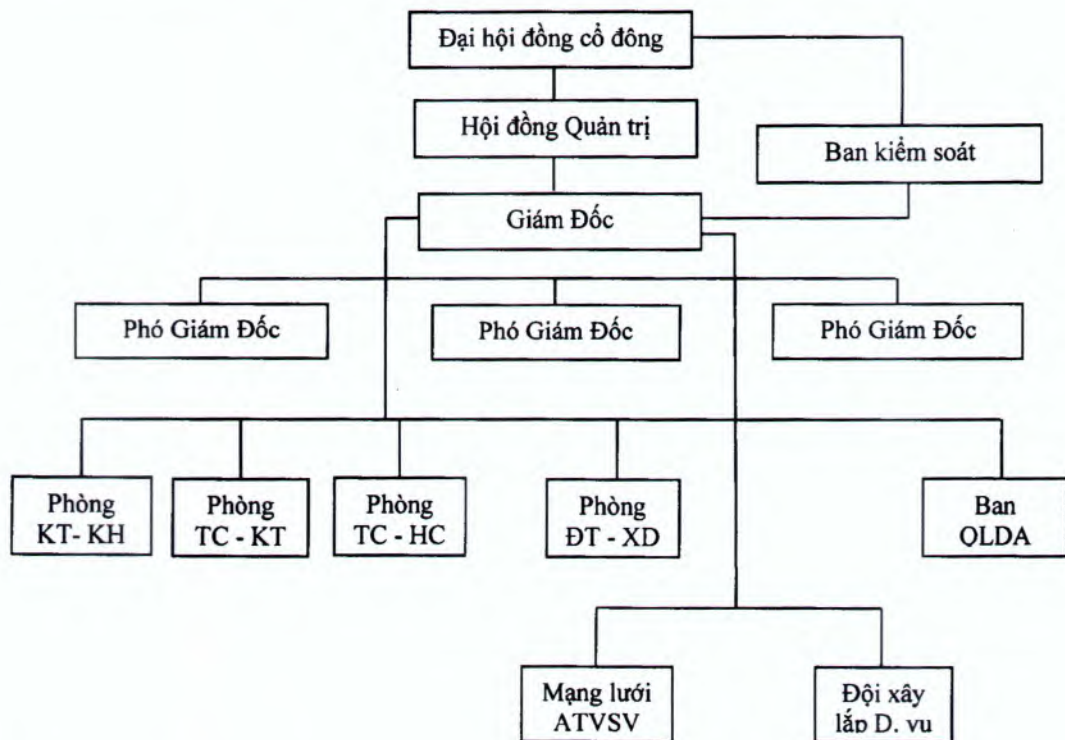 Đại hội đồng cổ đông
Hội đồng Quản trị
Ban kiểm soát
Giám Đốc
Phó Giám Đốc
Phó Giám Đốc
Phó Giám Đốc
Phòng
KT- KH
Phòng
TC - KT
Phòng
TC - HC
Phòng
ĐT - XD
Ban
QLDA
Mạng lưới
ATVSV
Đội xây
lắp D. vụ